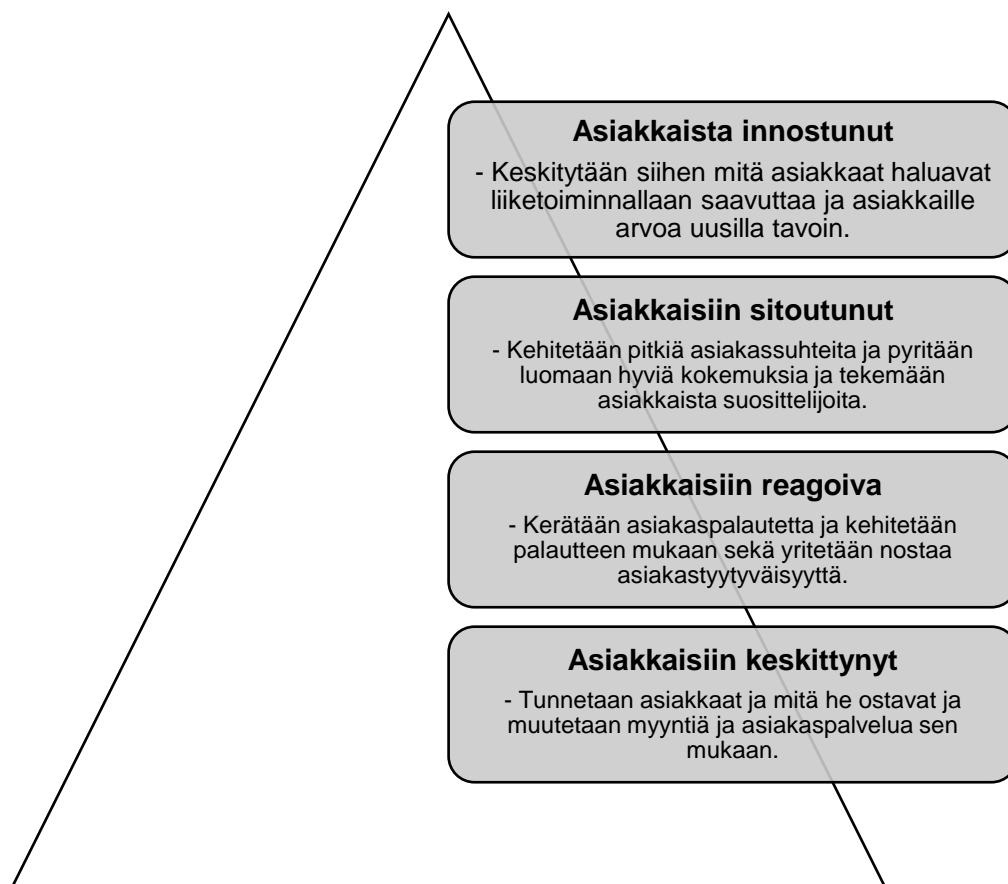 Asiakkaista innostunut
- Keskitytään siihen mitä asiakkaat haluavat
liiketoiminnallaan saavuttaa ja asiakkaille
arvoa uusilla tavoin.
Asiakkaisiin sitoutunut
- Kehitetään pitkiä asiakassuhteita ja pyritään
luomaan hyviä kokemuksia ja tekemään
asiakkaista suosittelijoita.
Asiakkaisiin reagoiva
- Kerätään asiakaspalautetta ja kehitetään
palautteen mukaan sekä yritetään nostaa
asiakastyytyväisyyttä.
Asiakkaisiin keskittynyt
- Tunnetaan asiakkaat ja mitä he ostavat ja
muutetaan myyntiä ja asiakaspalvelua sen
mukaan.